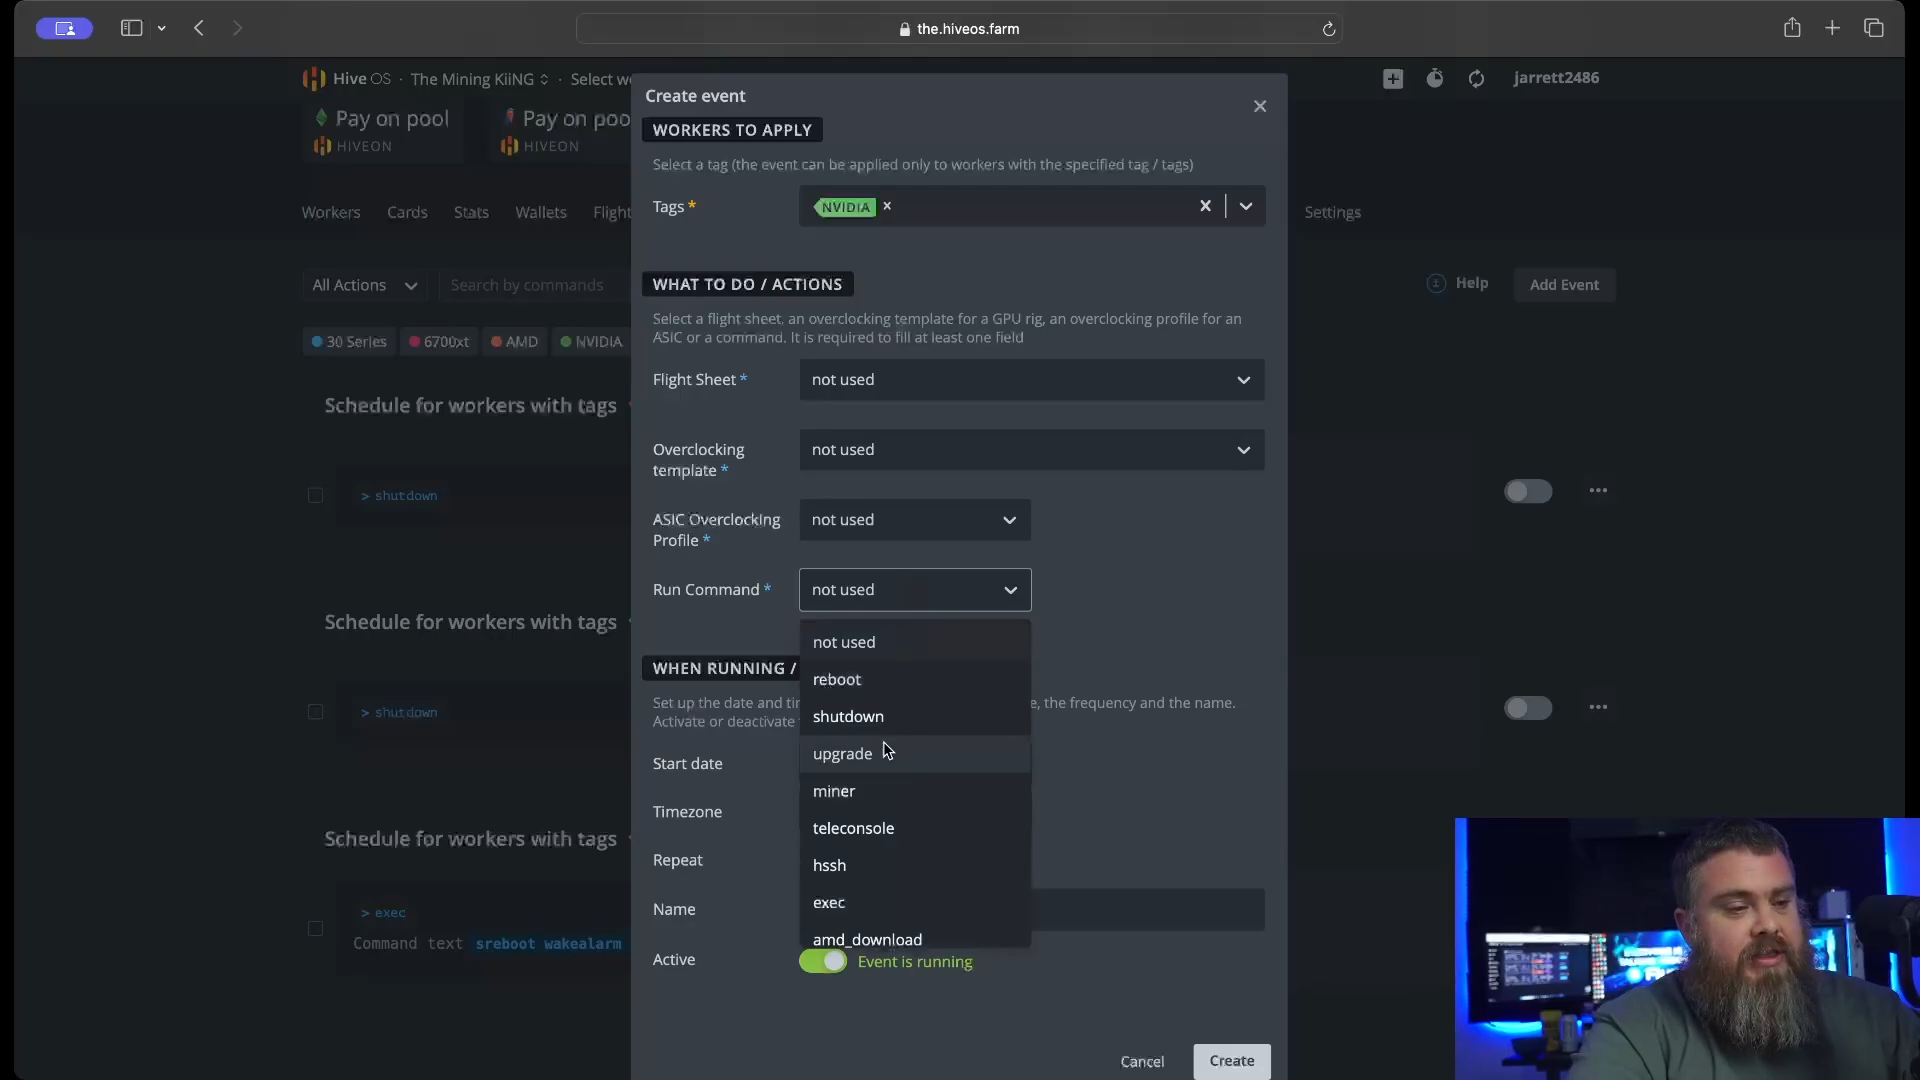 the.hiveos.farm
Hive OS · The Mining KiiNG · Select w
jarrett2486
Pay on pool
HIVEON
Pay on poo
HIVEON
Workers Cards Stats Wallets Flight
Settings
All Actions
Search by commands
Help
Add Event
30 Series 6700xt AMD NVIDIA
Schedule for workers with tags
> shutdown
Schedule for workers with tags
> shutdown
Schedule for workers with tags
> exec
Command text sreboot wakealarm
Create event
WORKERS TO APPLY
Select a tag (the event can be applied only to workers with the specified tag / tags)
Tags *
NVIDIA ×
WHAT TO DO / ACTIONS
Select a flight sheet, an overclocking template for a GPU rig, an overclocking profile for an
ASIC or a command. It is required to fill at least one field
Flight Sheet *
not used
Overclocking
template *
not used
ASIC Overclocking
Profile *
not used
Run Command *
not used
not used
reboot
shutdown
upgrade
miner
teleconsole
hssh
exec
amd_download
WHEN RUNNING /
Set up the date and ti
e, the frequency and the name.
Activate or deactivate
Start date
Timezone
Repeat
Name
Active
Event is running
Cancel
Create